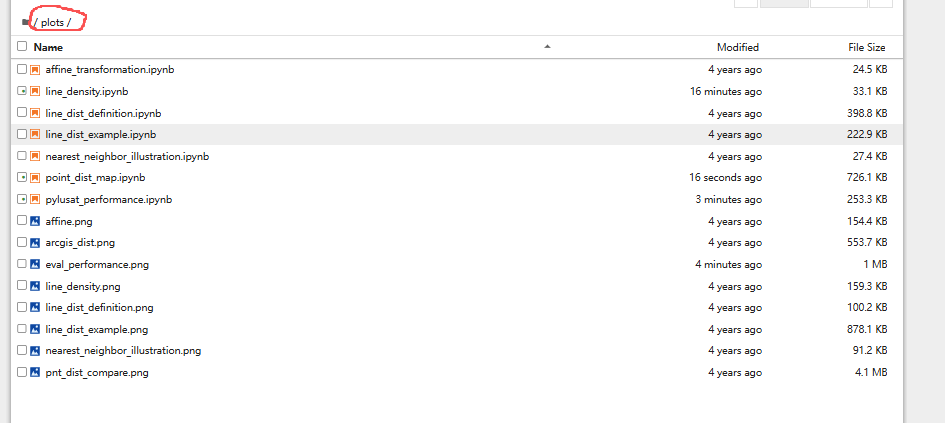 / plots /
Name Modified File Size
affine_transformation.ipynb 4 years ago 24.5 KB
line_density.ipynb 16 minutes ago 33.1 KB
line_dist_definition.ipynb 4 years ago 398.8 KB
line_dist_example.ipynb 4 years ago 222.9 KB
nearest_neighbor_illustration.ipynb 4 years ago 27.4 KB
point_dist_map.ipynb 16 seconds ago 726.1 KB
pylusat_performance.ipynb 3 minutes ago 253.3 KB
affine.png 4 years ago 154.4 KB
arcgis_dist.png 4 years ago 553.7 KB
eval_performance.png 4 minutes ago 1 MB
line_density.png 4 years ago 159.3 KB
line_dist_definition.png 4 years ago 100.2 KB
line_dist_example.png 4 years ago 878.1 KB
nearest_neighbor_illustration.png 4 years ago 91.2 KB
pnt_dist_compare.png 4 years ago 4.1 MB